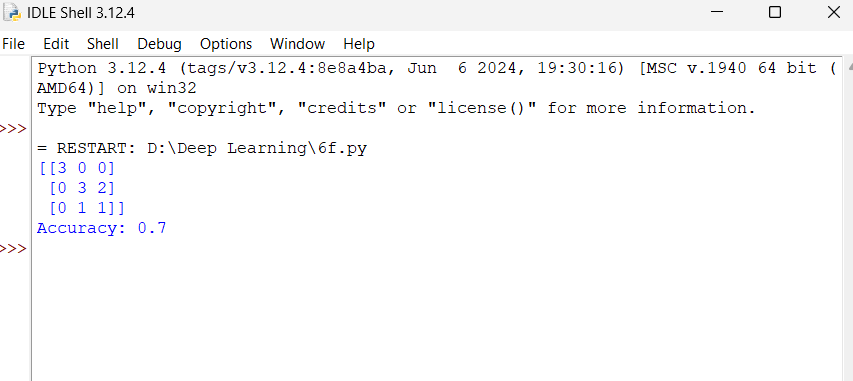 IDLE Shell 3.12.4
File Edit Shell Debug Options Window Help
Python 3.12.4 (tags/v3.12.4:8e8a4ba, Jun  6 2024, 19:30:16) [MSC v.1940 64 bit (
AMD64)] on win32
Type "help", "copyright", "credits" or "license()" for more information.
>>>
= RESTART: D:\Deep Learning\6f.py
[[3 0 0]
 [0 3 2]
 [0 1 1]]
Accuracy: 0.7
>>>